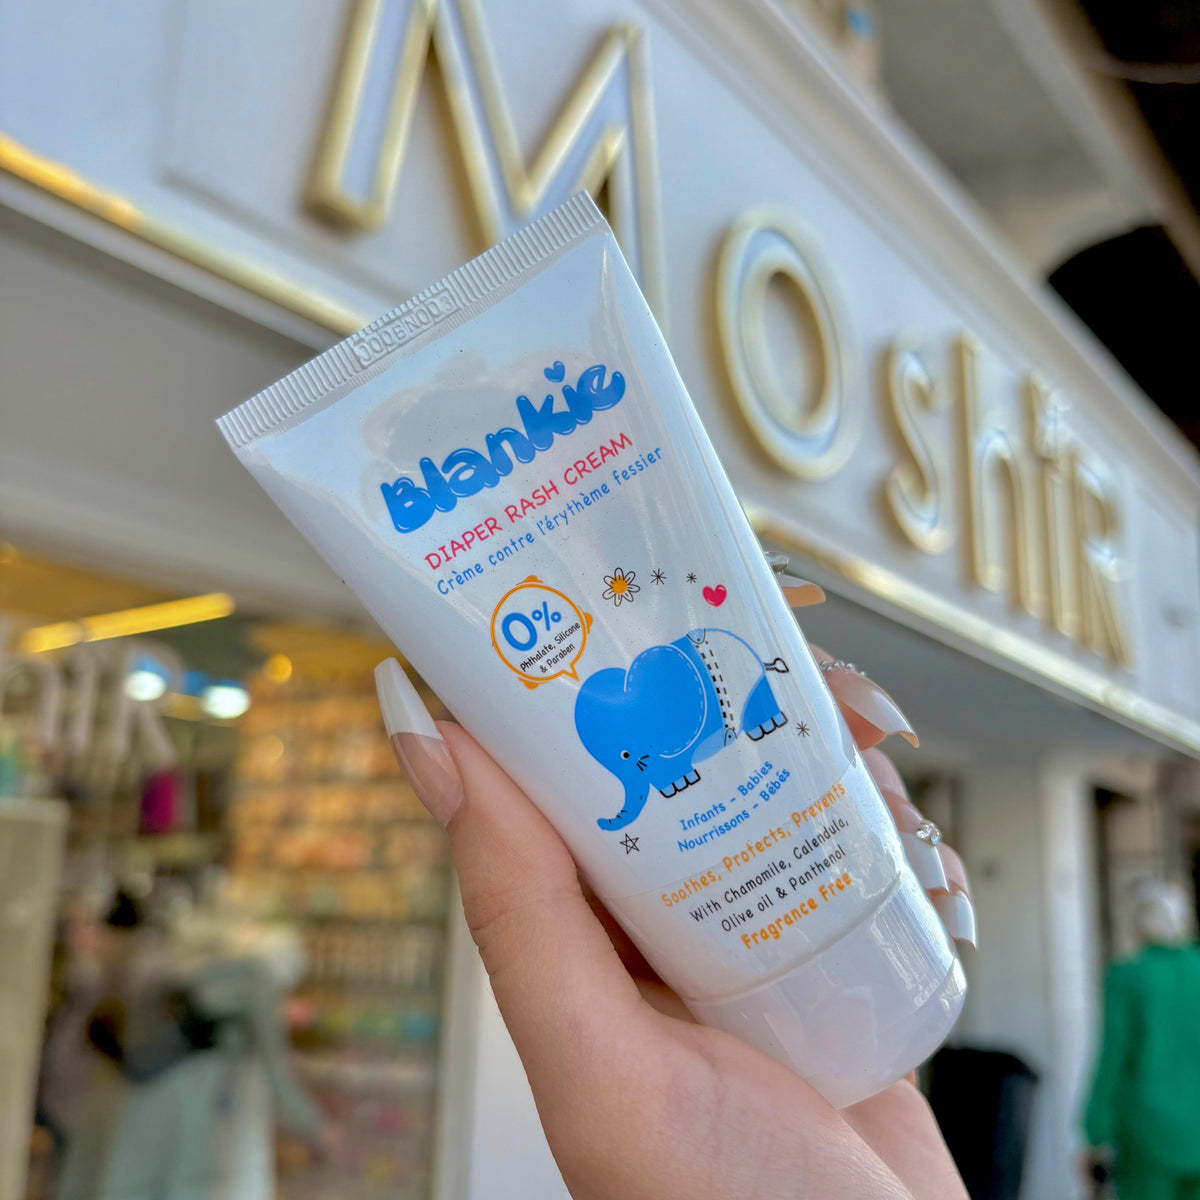 MOshiR
Blankie
DIAPER RASH CREAM
Crème contre l'érythème fessier
0%
Phthalate, Silicone
& Paraben
Infants - Babies
Nourrissons - Bébés
Soothes, Protects, Prevents
With Chamomile, Calendula,
Olive oil & Panthenol
Fragrance Free